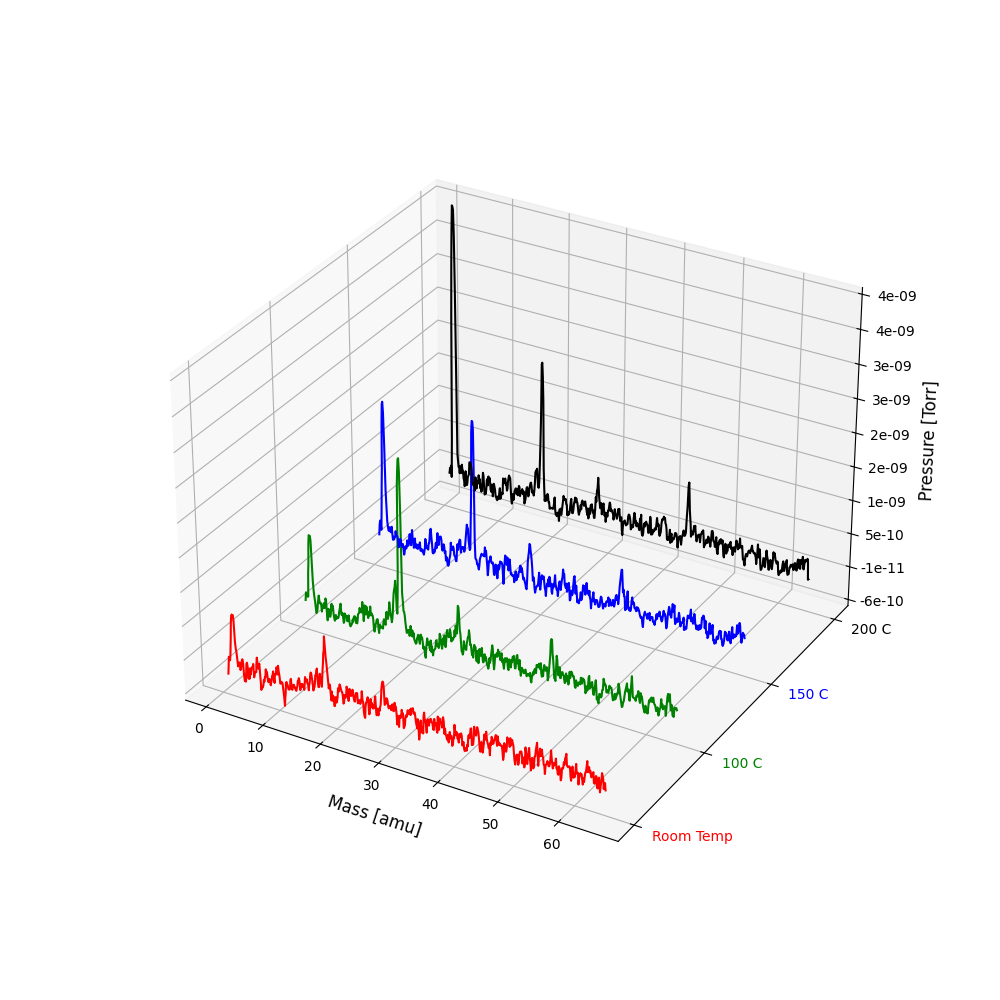 4e-09
4e-09
3e-09
3e-09
2e-09
2e-09
1e-09
5e-10
-1e-11
-6e-10
Pressure [Torr]
200 C
150 C
100 C
Room Temp
0
10
20
30
40
50
60
Mass [amu]